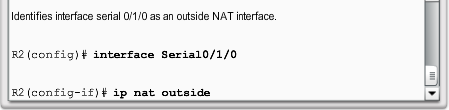 Identifies interface serial 0/1/0 as an outside NAT interface.
R2(config)# interface Serial0/1/0
R2(config-if)# ip nat outside